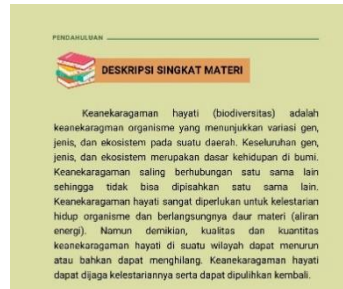 PENDAHULUAN
DESKRIPSI SINGKAT MATERI
Keanekaragaman hayati (biodiversitas) adalah
keanekaragman organisme yang menunjukkan variasi gen,
jenis, dan ekosistem pada suatu daerah. Keseluruhan gen,
jenis, dan ekosistem merupakan dasar kehidupan di bumi.
Keanekaragaman saling berhubungan satu sama lain
sehingga tidak bisa dipisahkan satu sama lain.
Keanekaragaman hayati sangat diperlukan untuk kelestarian
hidup organisme dan berlangsungnya daur materi (aliran
energi). Namun demikian, kualitas dan kuantitas
keanekaragaman hayati di suatu wilayah dapat menurun
atau bahkan dapat menghilang. Keanekaragaman hayati
dapat dijaga kelestariannya serta dapat dipulihkan kembali.